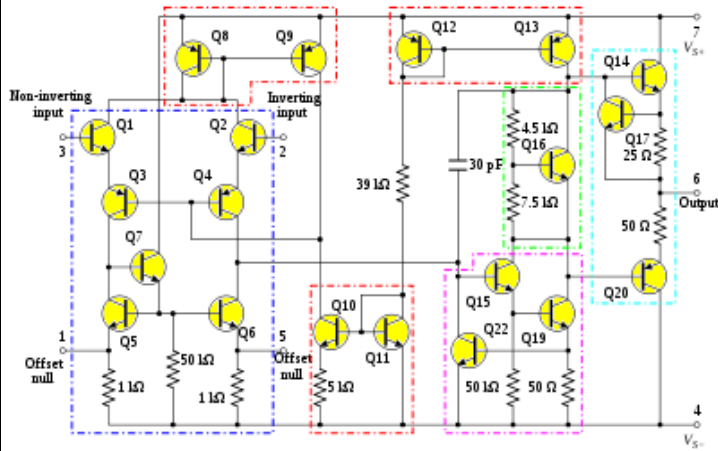 Q8
Q9
Q12
Q13
7
V_S+
Q14
Non-inverting
input
Inverting
input
Q1
Q2
3
2
4.5 kΩ
Q16
Q17
25 Ω
30 pF
Q3
Q4
39 kΩ
7.5 kΩ
6
Output
50 Ω
Q7
Q15
Q20
Q10
Q11
Q5
Q6
Q22
Q19
1
5
Offset
null
Offset
null
1 kΩ
50 kΩ
1 kΩ
5 kΩ
50 kΩ
50 Ω
4
V_S−